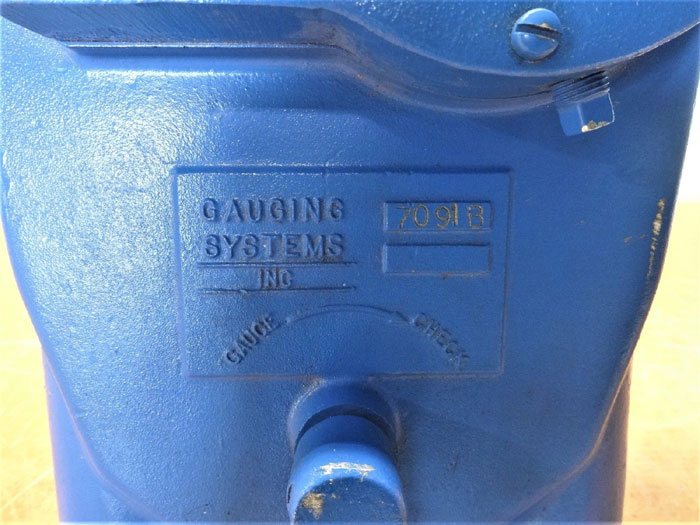 GAUGING
SYSTEMS
INC
7091B
GAUGE CHECK